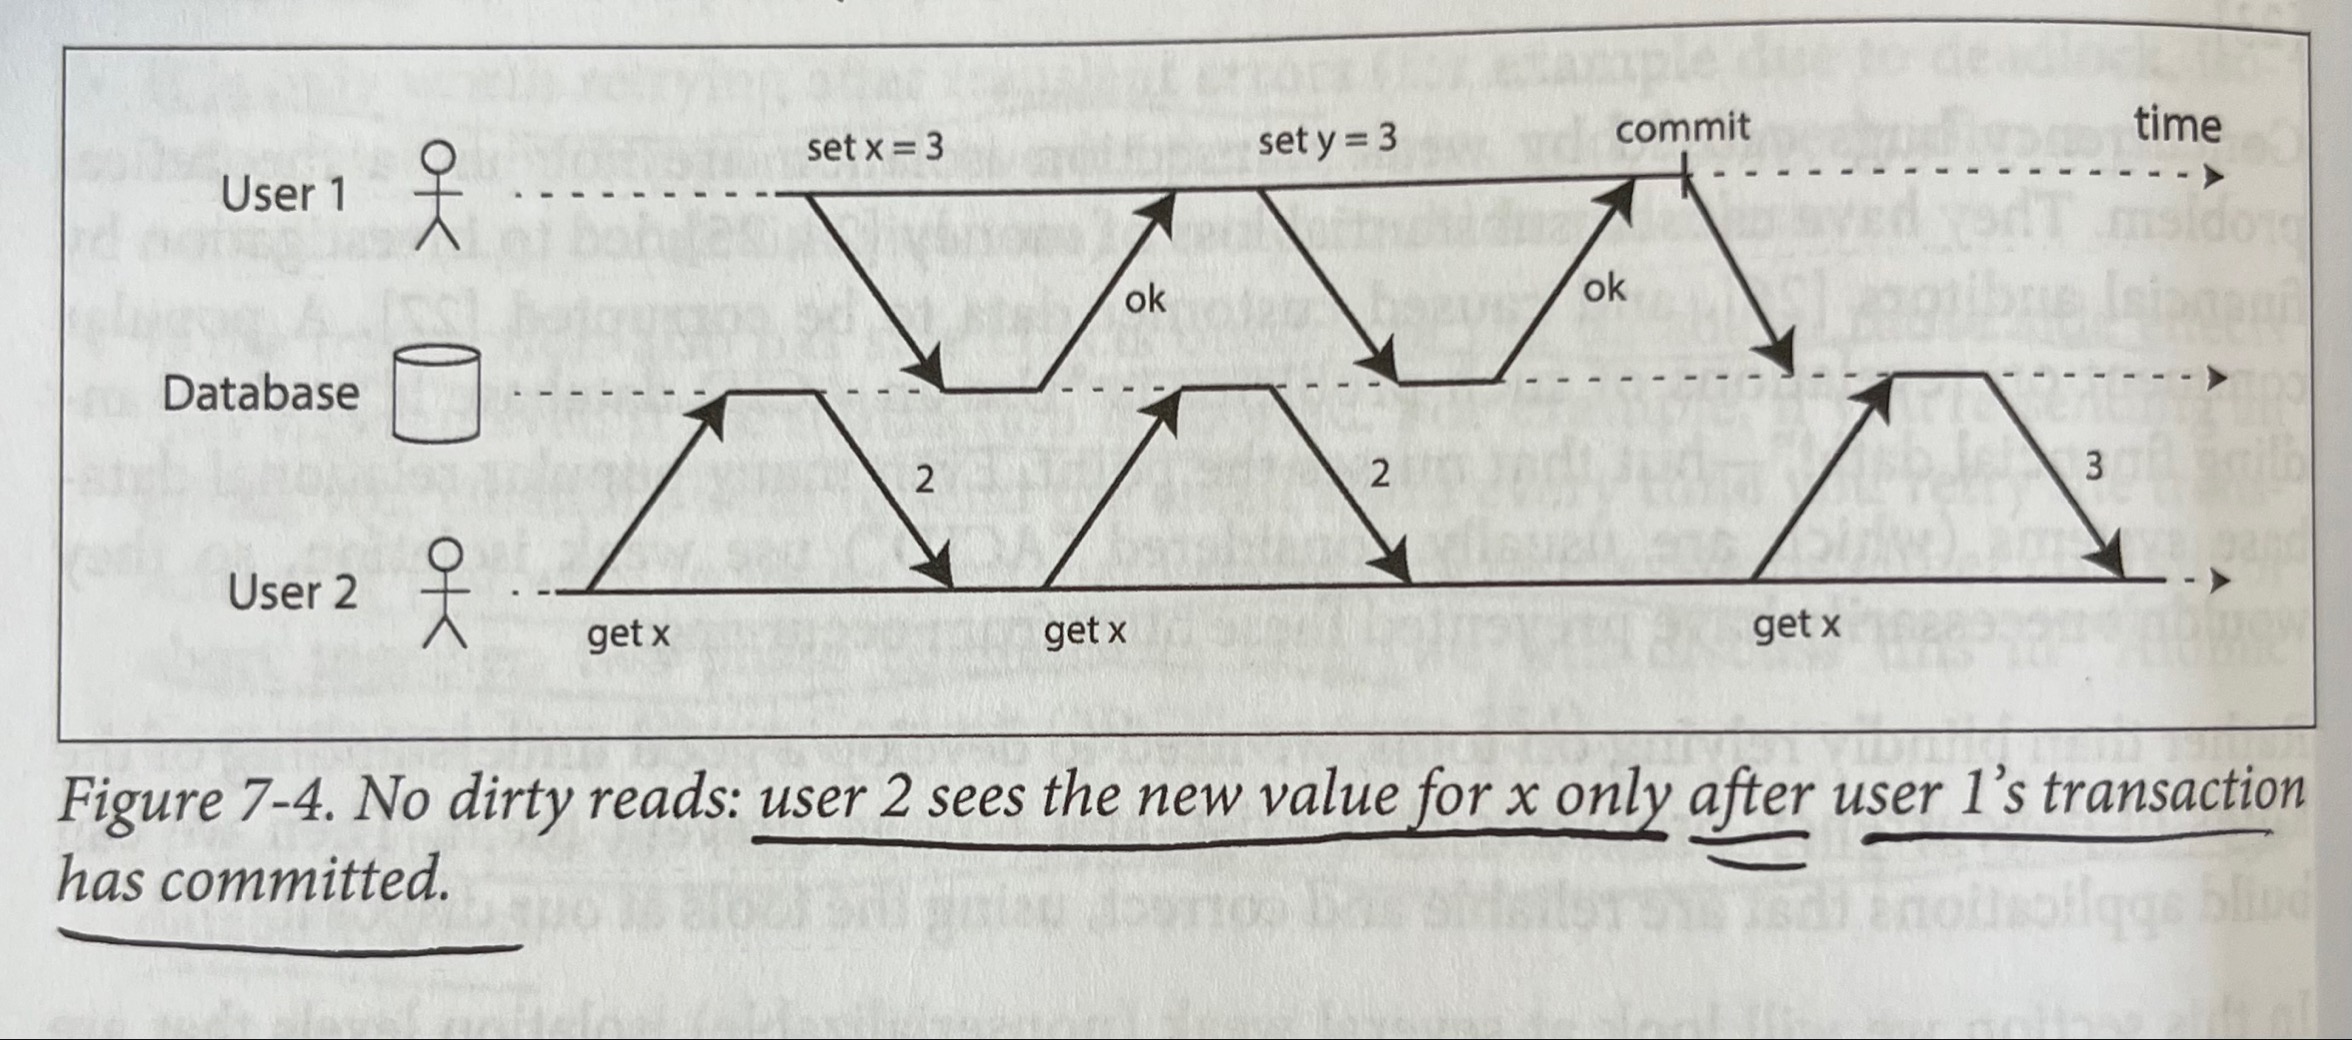 set x = 3 set y = 3 commit time
User 1
ok ok
Database
2 2 3
User 2
get x get x get x
Figure 7-4. No dirty reads: user 2 sees the new value for x only after user 1’s transaction
has committed.